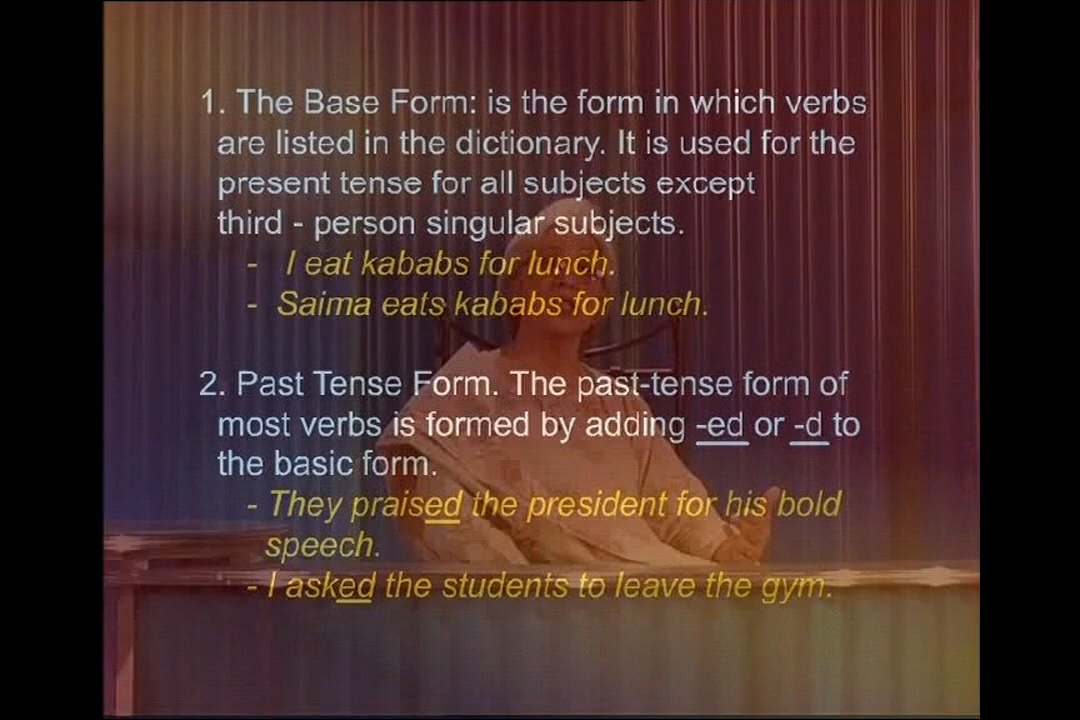 1. The Base Form: is the form in which verbs
are listed in the dictionary. It is used for the
present tense for all subjects except
third - person singular subjects.
- I eat kababs for lunch.
- Saima eats kababs for lunch.
2. Past Tense Form. The past-tense form of
most verbs is formed by adding -ed or -d to
the basic form.
- They praised the president for his bold
speech.
- I asked the students to leave the gym.